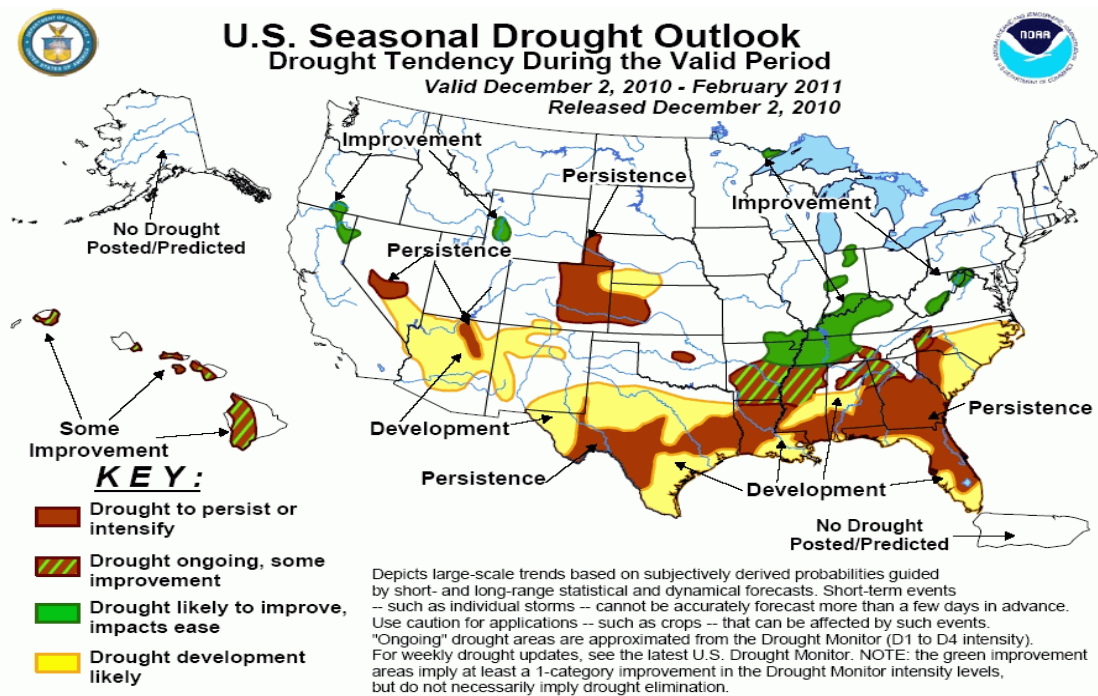 U.S. Seasonal Drought Outlook
Drought Tendency During the Valid Period
Valid December 2, 2010 - February 2011
Released December 2, 2010
NOAA
Improvement
Persistence
Improvement
No Drought
Posted/Predicted
Persistence
Development
Persistence
Some
Improvement
Persistence
Development
No Drought
Posted/Predicted
KEY:
Drought to persist or
intensify
Drought ongoing, some
improvement
Drought likely to improve,
impacts ease
Drought development
likely
Depicts large-scale trends based on subjectively derived probabilities guided
by short- and long-range statistical and dynamical forecasts. Short-term events
-- such as individual storms -- cannot be accurately forecast more than a few days in advance.
Use caution for applications -- such as crops -- that can be affected by such events.
"Ongoing" drought areas are approximated from the Drought Monitor (D1 to D4 intensity).
For weekly drought updates, see the latest U.S. Drought Monitor. NOTE: the green improvement
areas imply at least a 1-category improvement in the Drought Monitor intensity levels,
but do not necessarily imply drought elimination.